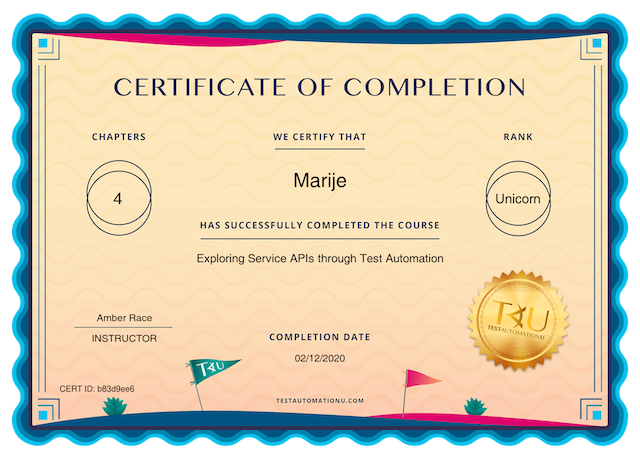 CERTIFICATE OF COMPLETION
CHAPTERS
WE CERTIFY THAT
RANK
4
Marije
Unicorn
HAS SUCCESSFULLY COMPLETED THE COURSE
Exploring Service APIs through Test Automation
TAU
TESTAUTOMATIONU
Amber Race
INSTRUCTOR
COMPLETION DATE
02/12/2020
TAU
CERT ID: b83d9ee6
TESTAUTOMATIONU.COM